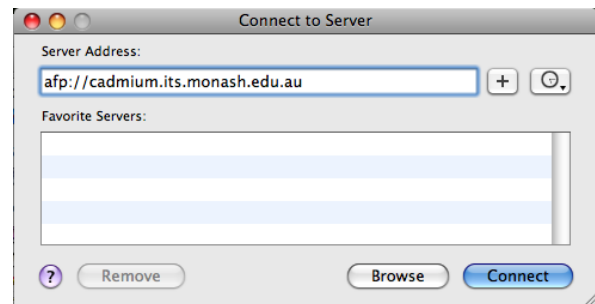 Connect to Server
Server Address:
afp://cadmium.its.monash.edu.au
+
Favorite Servers:
?
Remove
Browse
Connect